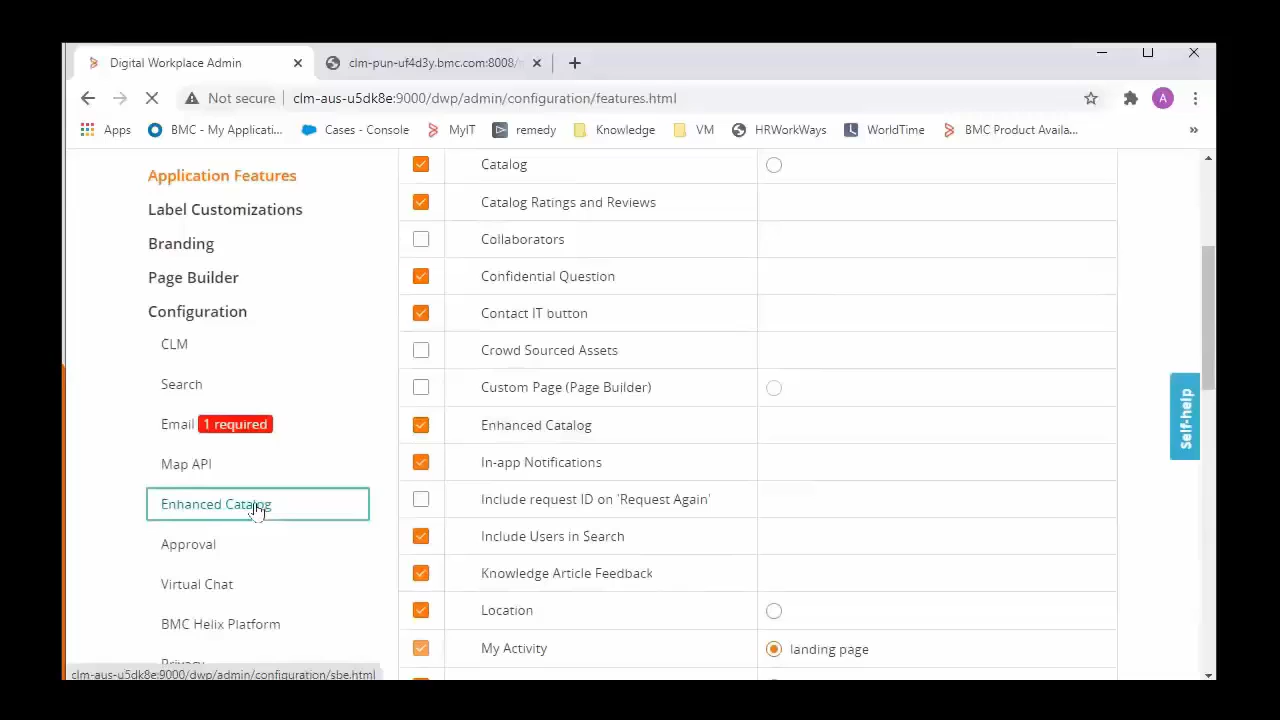 Digital Workplace Admin
clm-pun-uf4d3y.bmc.com:8008/
Not secure
clm-aus-u5dk8e:9000/dwp/admin/configuration/features.html
A
Apps
BMC - My Applicati...
Cases - Console
MyIT
remedy
Knowledge
VM
HRWorkWays
WorldTime
BMC Product Availa...
»
Application Features
Label Customizations
Branding
Page Builder
Configuration
CLM
Search
Email 1 required
Map API
Enhanced Catalog
Approval
Virtual Chat
BMC Helix Platform
Privacy
clm-aus-u5dk8e:9000/dwp/admin/configuration/sbe.html
Catalog
Catalog Ratings and Reviews
Collaborators
Confidential Question
Contact IT button
Crowd Sourced Assets
Custom Page (Page Builder)
Enhanced Catalog
In-app Notifications
Include request ID on 'Request Again'
Include Users in Search
Knowledge Article Feedback
Location
My Activity
landing page
Self-help